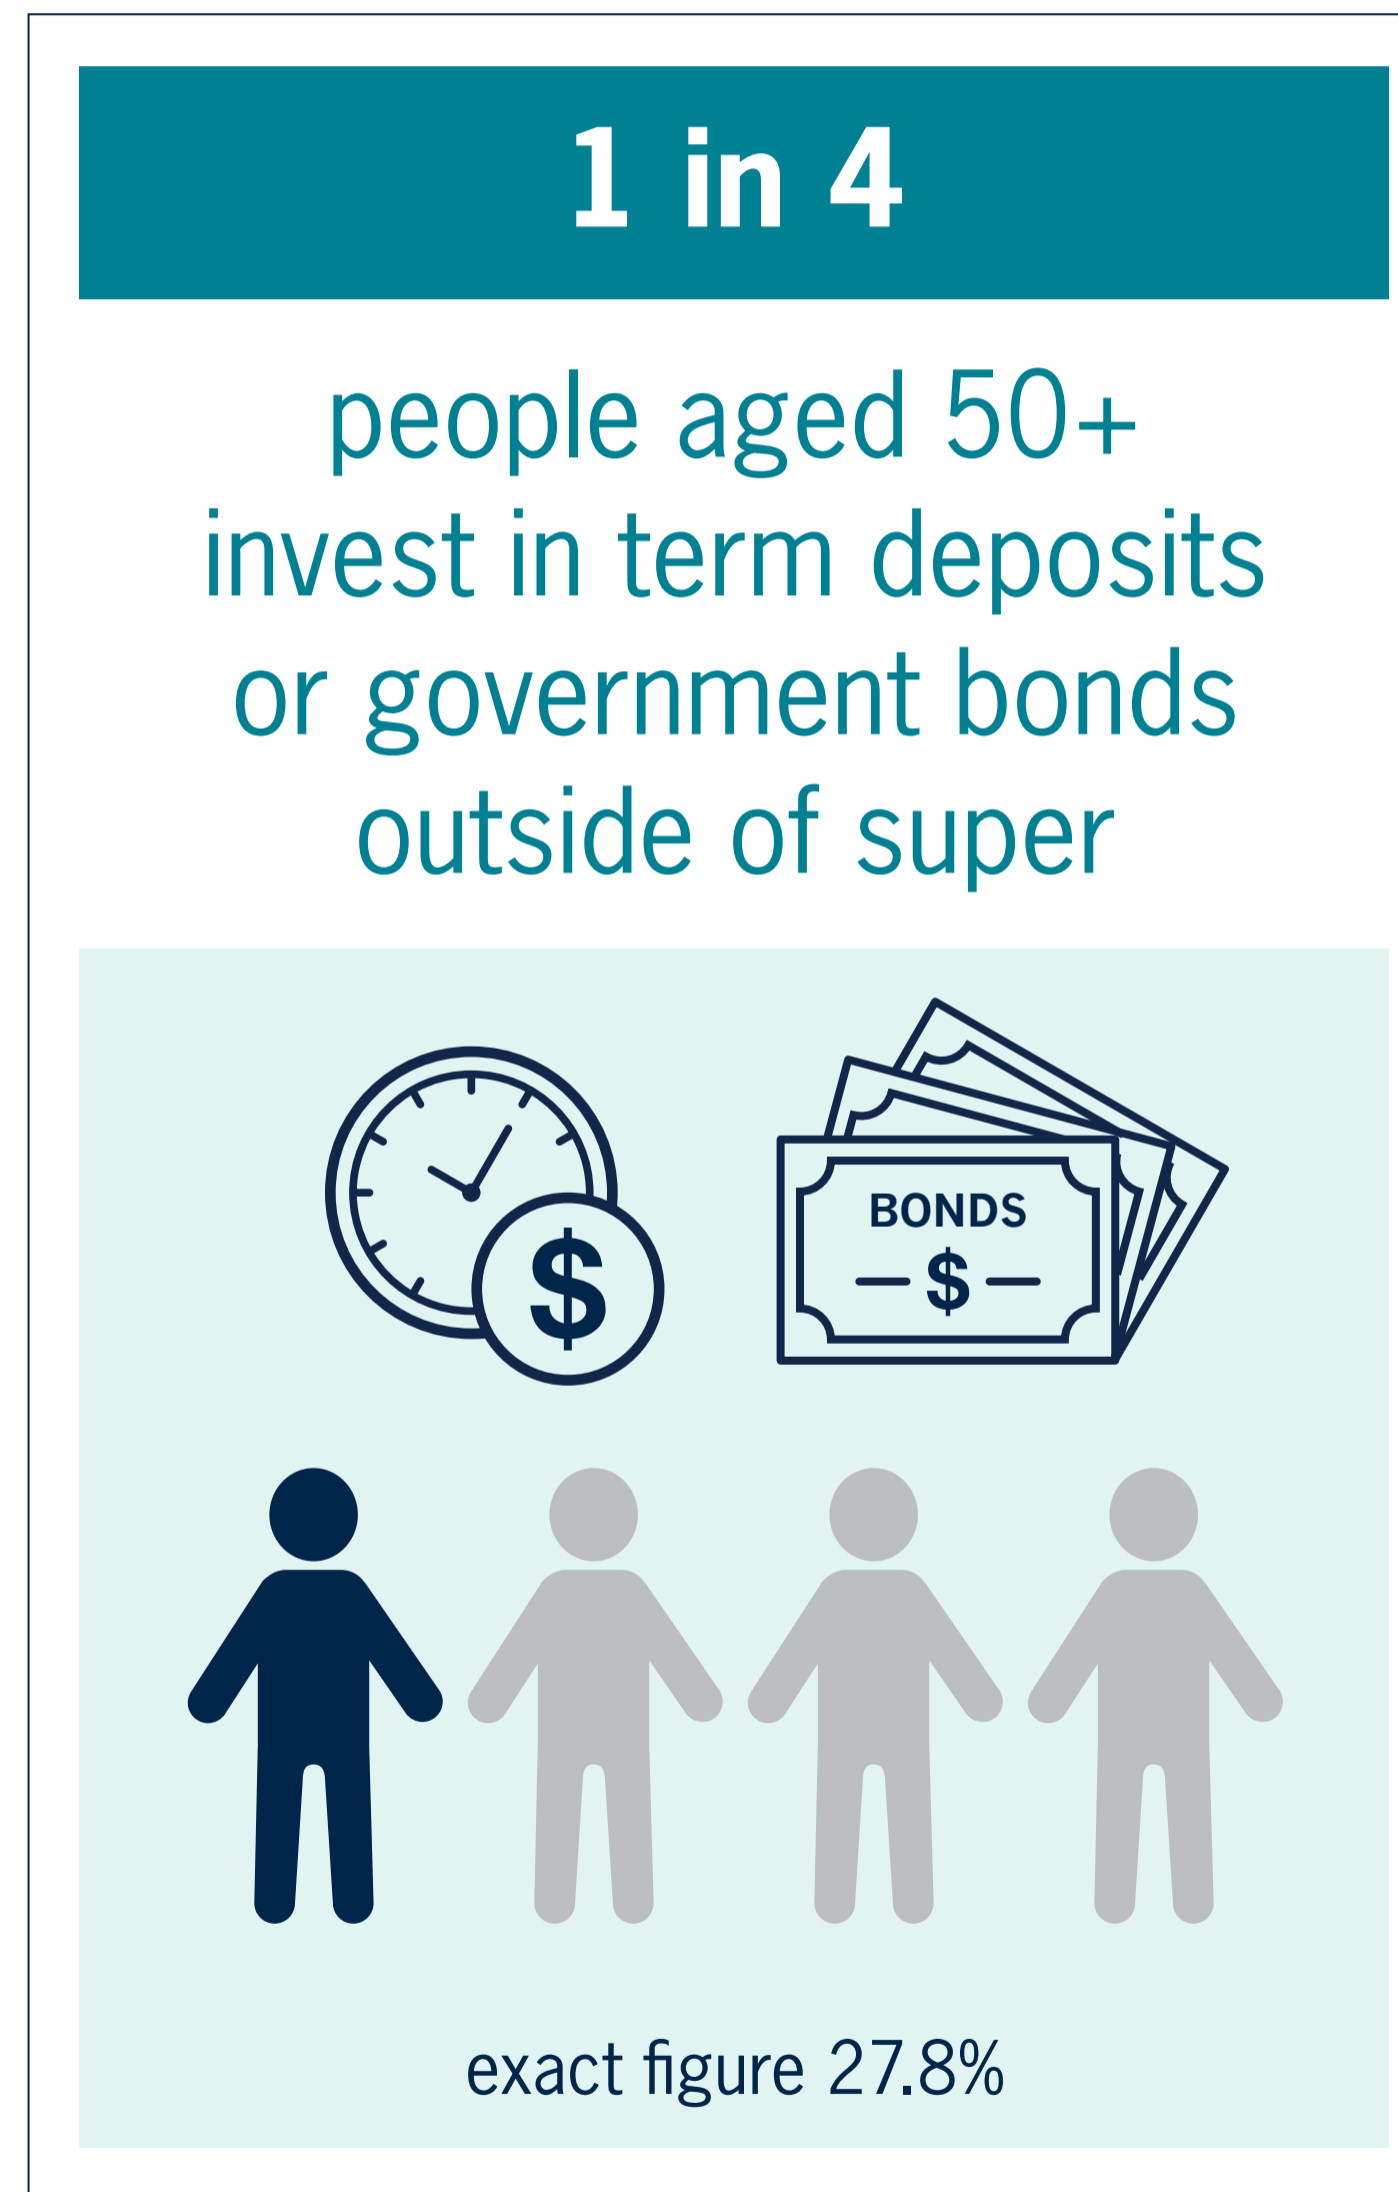 1 in 4
people aged 50+
invest in term deposits
or government bonds
outside of super
$
BONDS
$
exact figure 27.8%